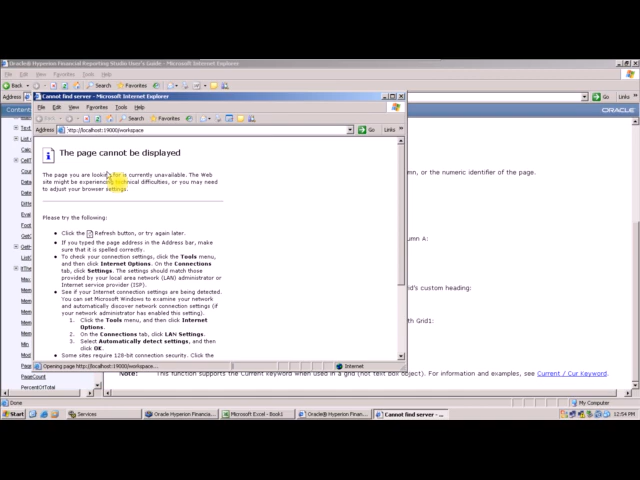 Oracle® Hyperion Financial Reporting Studio User's Guide - Microsoft Internet Explorer
File Edit View Favorites Tools Help
Back Search Favorites
Address Go Links
Contents ORACLE
Cannot find server - Microsoft Internet Explorer
File Edit View Favorites Tools Help
Back Search Favorites
Address http://localhost:19000/workspace Go Links
The page cannot be displayed
The page you are looking for is currently unavailable. The Web
site might be experiencing technical difficulties, or you may need
to adjust your browser settings.
Please try the following:
Click the Refresh button, or try again later.
If you typed the page address in the Address bar, make
sure that it is spelled correctly.
To check your connection settings, click the Tools
menu, and then click Internet Options. On the Connections
tab, click Settings. The settings should match those
provided by your local area network (LAN) administrator or
Internet service provider (ISP).
See if your Internet connection settings are being detected.
You can set Microsoft Windows to examine your network
and automatically discover network connection settings (if
your network administrator has enabled this setting).
1. Click the Tools menu, and then click Internet
Options.
2. On the Connections tab, click LAN Settings.
3. Select Automatically detect settings, and then
click OK.
Some sites require 128-bit connection security. Click the
Opening page http://localhost:19000/workspace... Internet
mn, or the numeric identifier of the page.
olumn A:
rid's custom heading:
with Grid1:
PageCount
PercentOfTotal
Note: This function supports the Current keyword when used in a grid (not text box object). For information and examples, see Current / Cur Keyword.
Done My Computer
Start Services Oracle Hyperion Financia... Microsoft Excel - Book1 Oracle® Hyperion Finan... Cannot find server - ... 12:54 PM